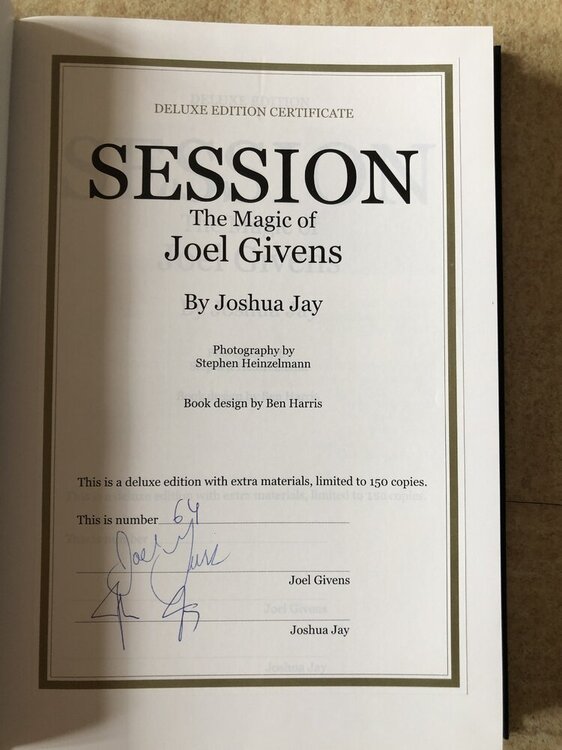 DELUXE EDITION CERTIFICATE
SESSION
The Magic of
Joel Givens
By Joshua Jay
Photography by
Stephen Heinzelmann
Book design by Ben Harris
This is a deluxe edition with extra materials, limited to 150 copies.
This is number 64
Joel Givens
Joshua Jay